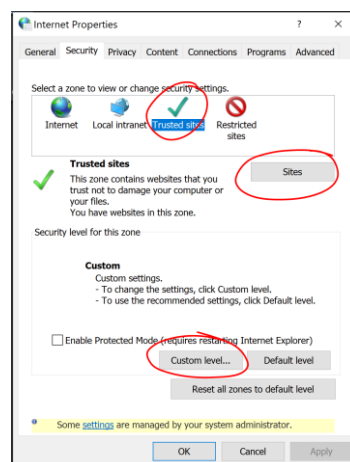 Internet Properties
?
General Security Privacy Content Connections Programs Advanced
Select a zone to view or change security settings.
Internet Local intranet Trusted sites Restricted
sites
Trusted sites
Sites
This zone contains websites that you
trust not to damage your computer or
your files.
You have websites in this zone.
Security level for this zone
Custom
Custom settings.
- To change the settings, click Custom level.
- To use the recommended settings, click Default level.
Enable Protected Mode (requires restarting Internet Explorer)
Custom level... Default level
Reset all zones to default level
Some settings are managed by your system administrator.
OK Cancel Apply